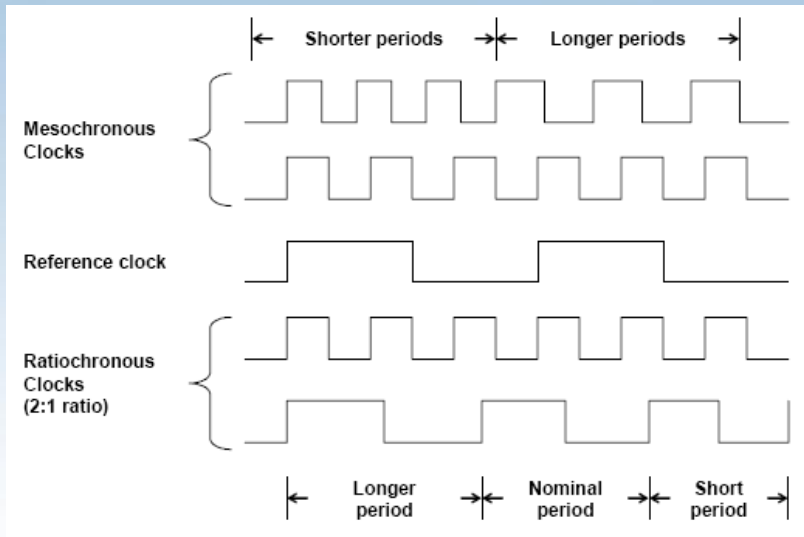 Shorter periods
Longer periods
Mesochronous
Clocks
Reference clock
Ratiochronous
Clocks
(2:1 ratio)
Longer
period
Nominal
period
Short
period